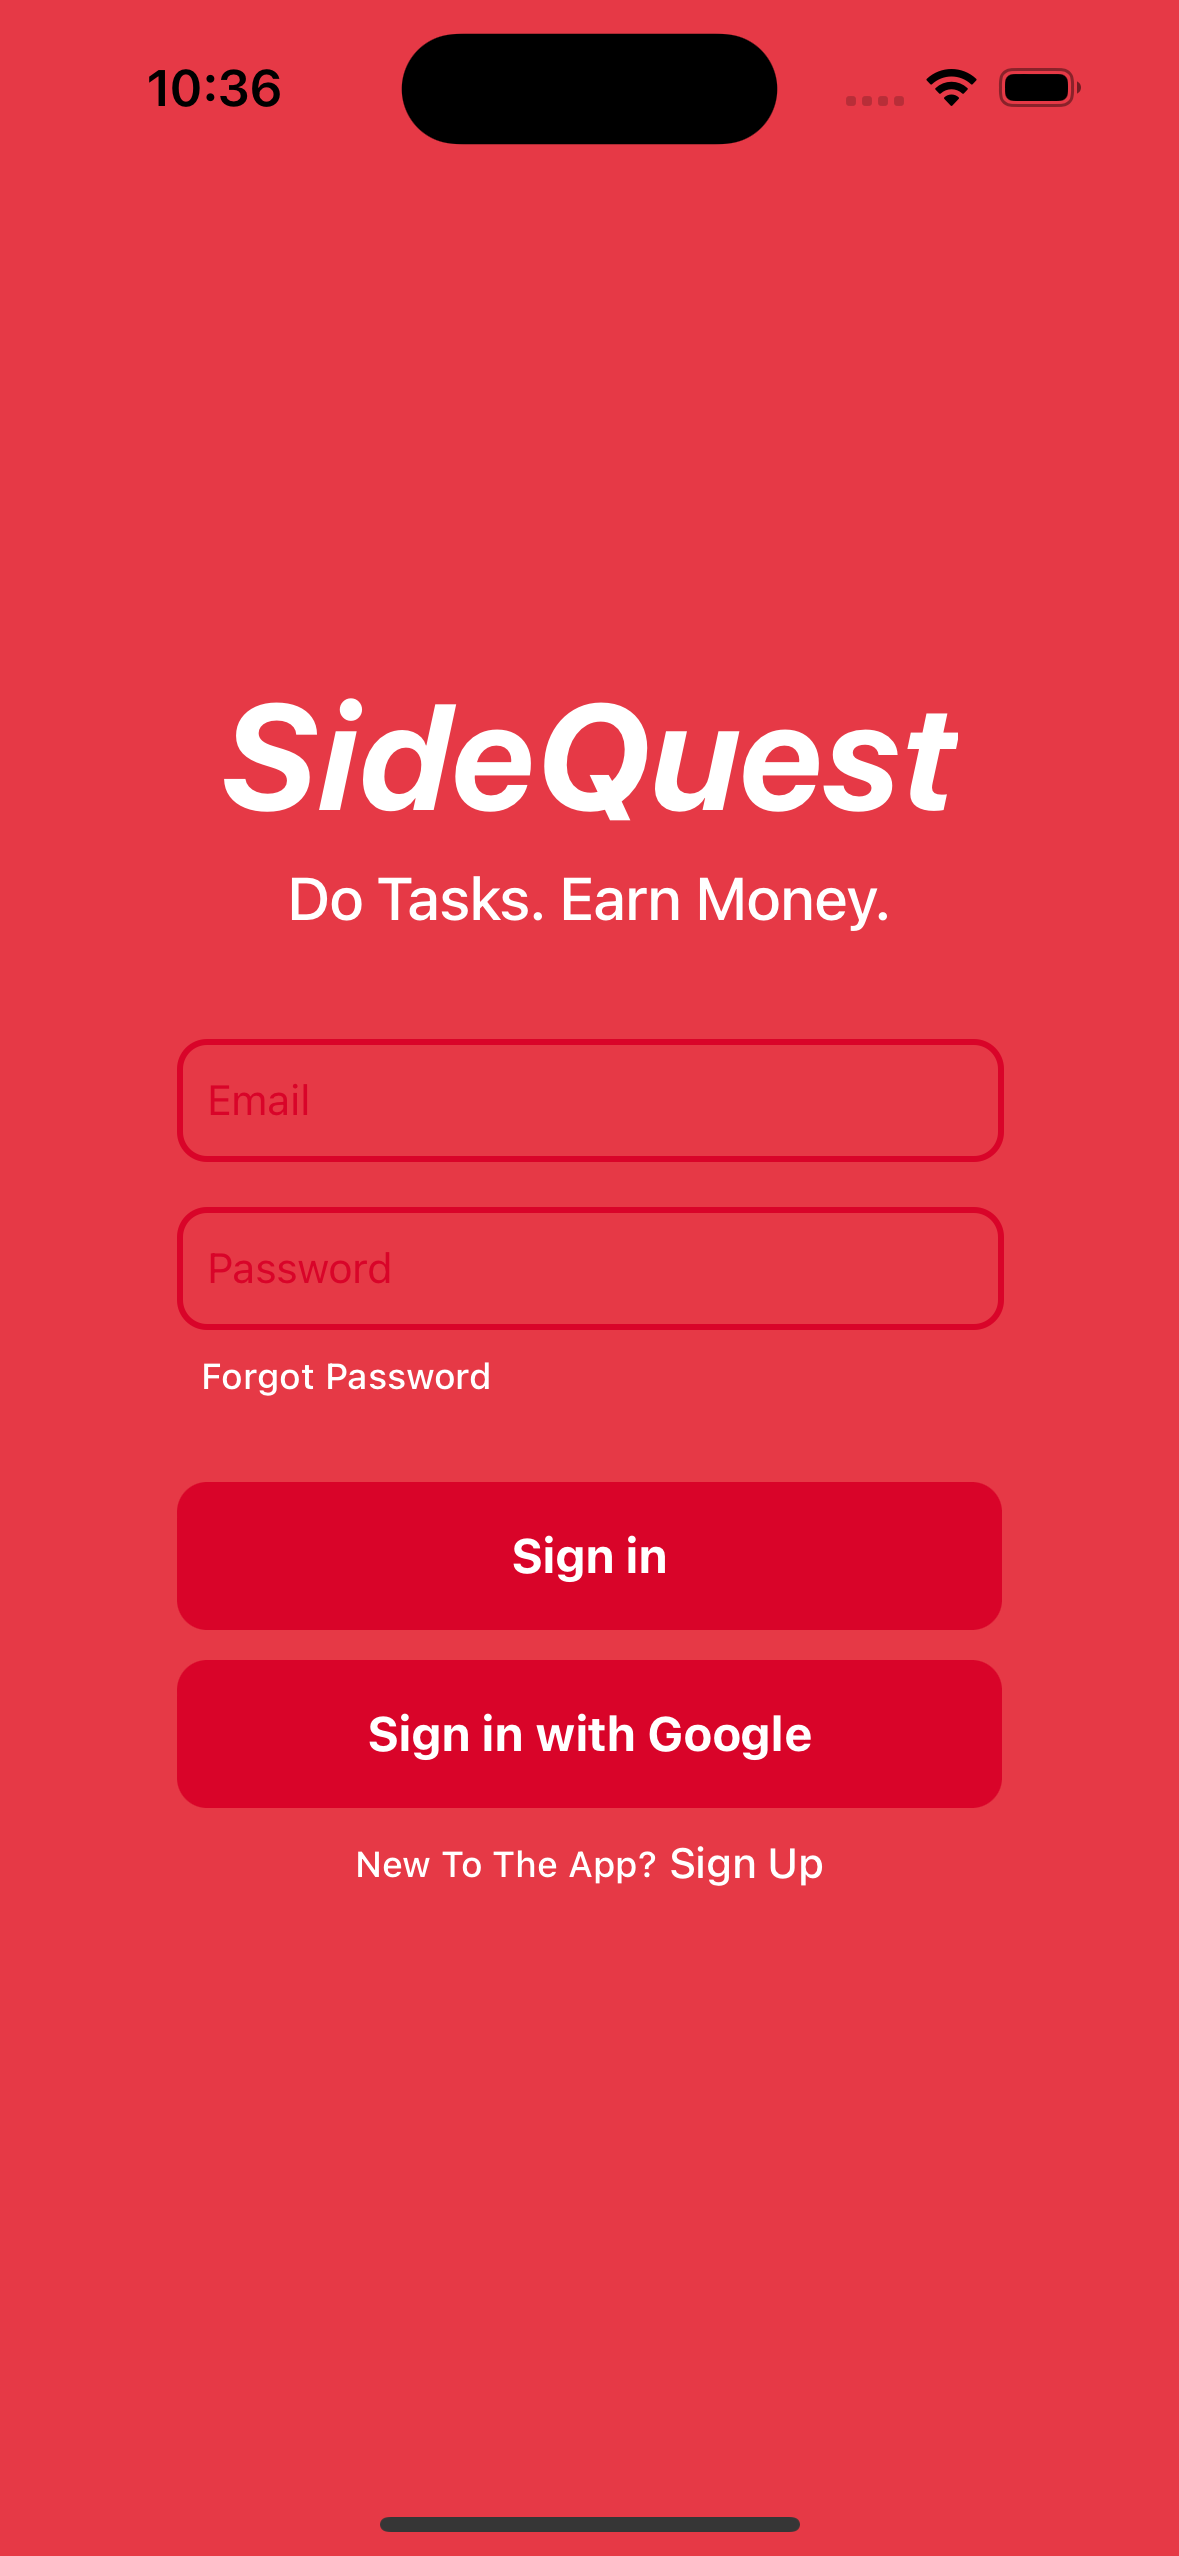 10:36
SideQuest
Do Tasks. Earn Money.
Email
Password
Forgot Password
Sign in
Sign in with Google
New To The App? Sign Up